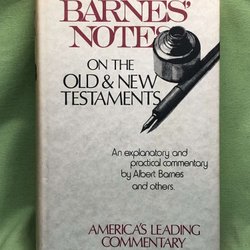 BARNES'
NOTES
ON THE
OLD & NEW
TESTAMENTS
An explanatory and
practical commentary
by Albert Barnes
and others.
AMERICA'S LEADING
COMMENTARY